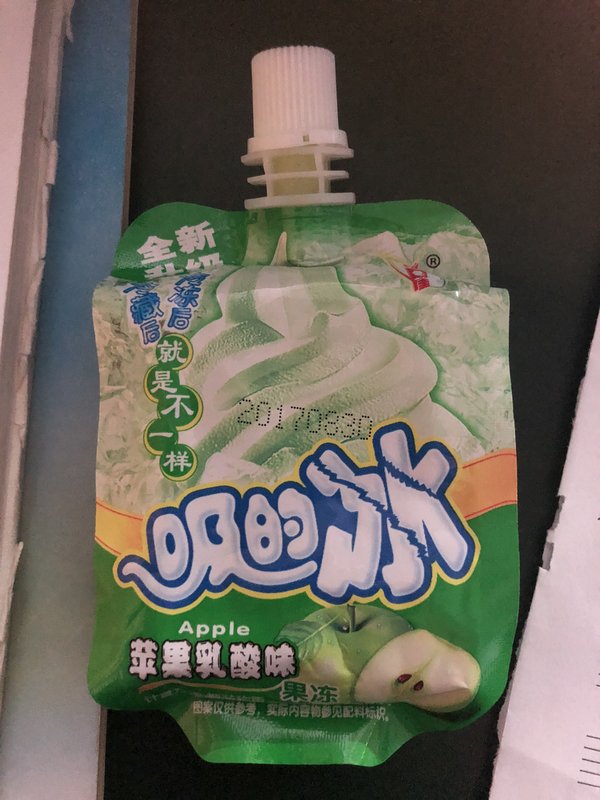 全新
升级
冷冻后
冷藏后
就是不一样
®
20170830
吸的冰
Apple
苹果乳酸味
果冻
图案仅供参考，实际内容物参见配料标识。